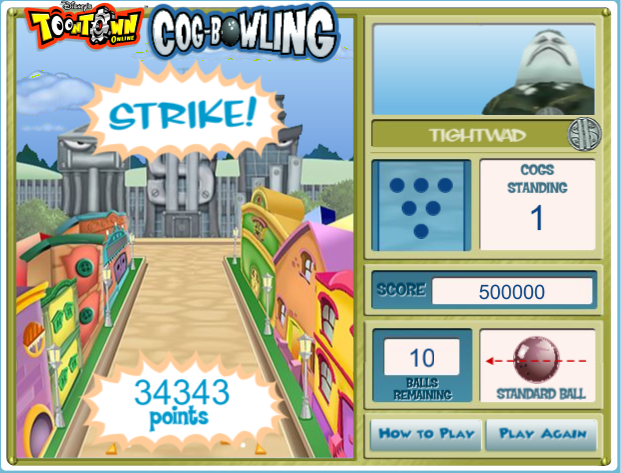 Disney's
TOONTOWN
ONLINE
COG-BOWLING
STRIKE!
34343
points
TIGHTWAD
COGS
STANDING
1
SCORE 500000
10
BALLS
REMAINING
STANDARD BALL
HOW TO PLAY
PLAY AGAIN